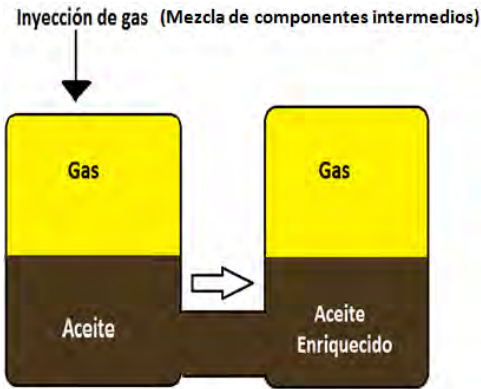 Inyección de gas (Mezcla de componentes intermedios)
Gas
Gas
Aceite
Aceite
Enriquecido